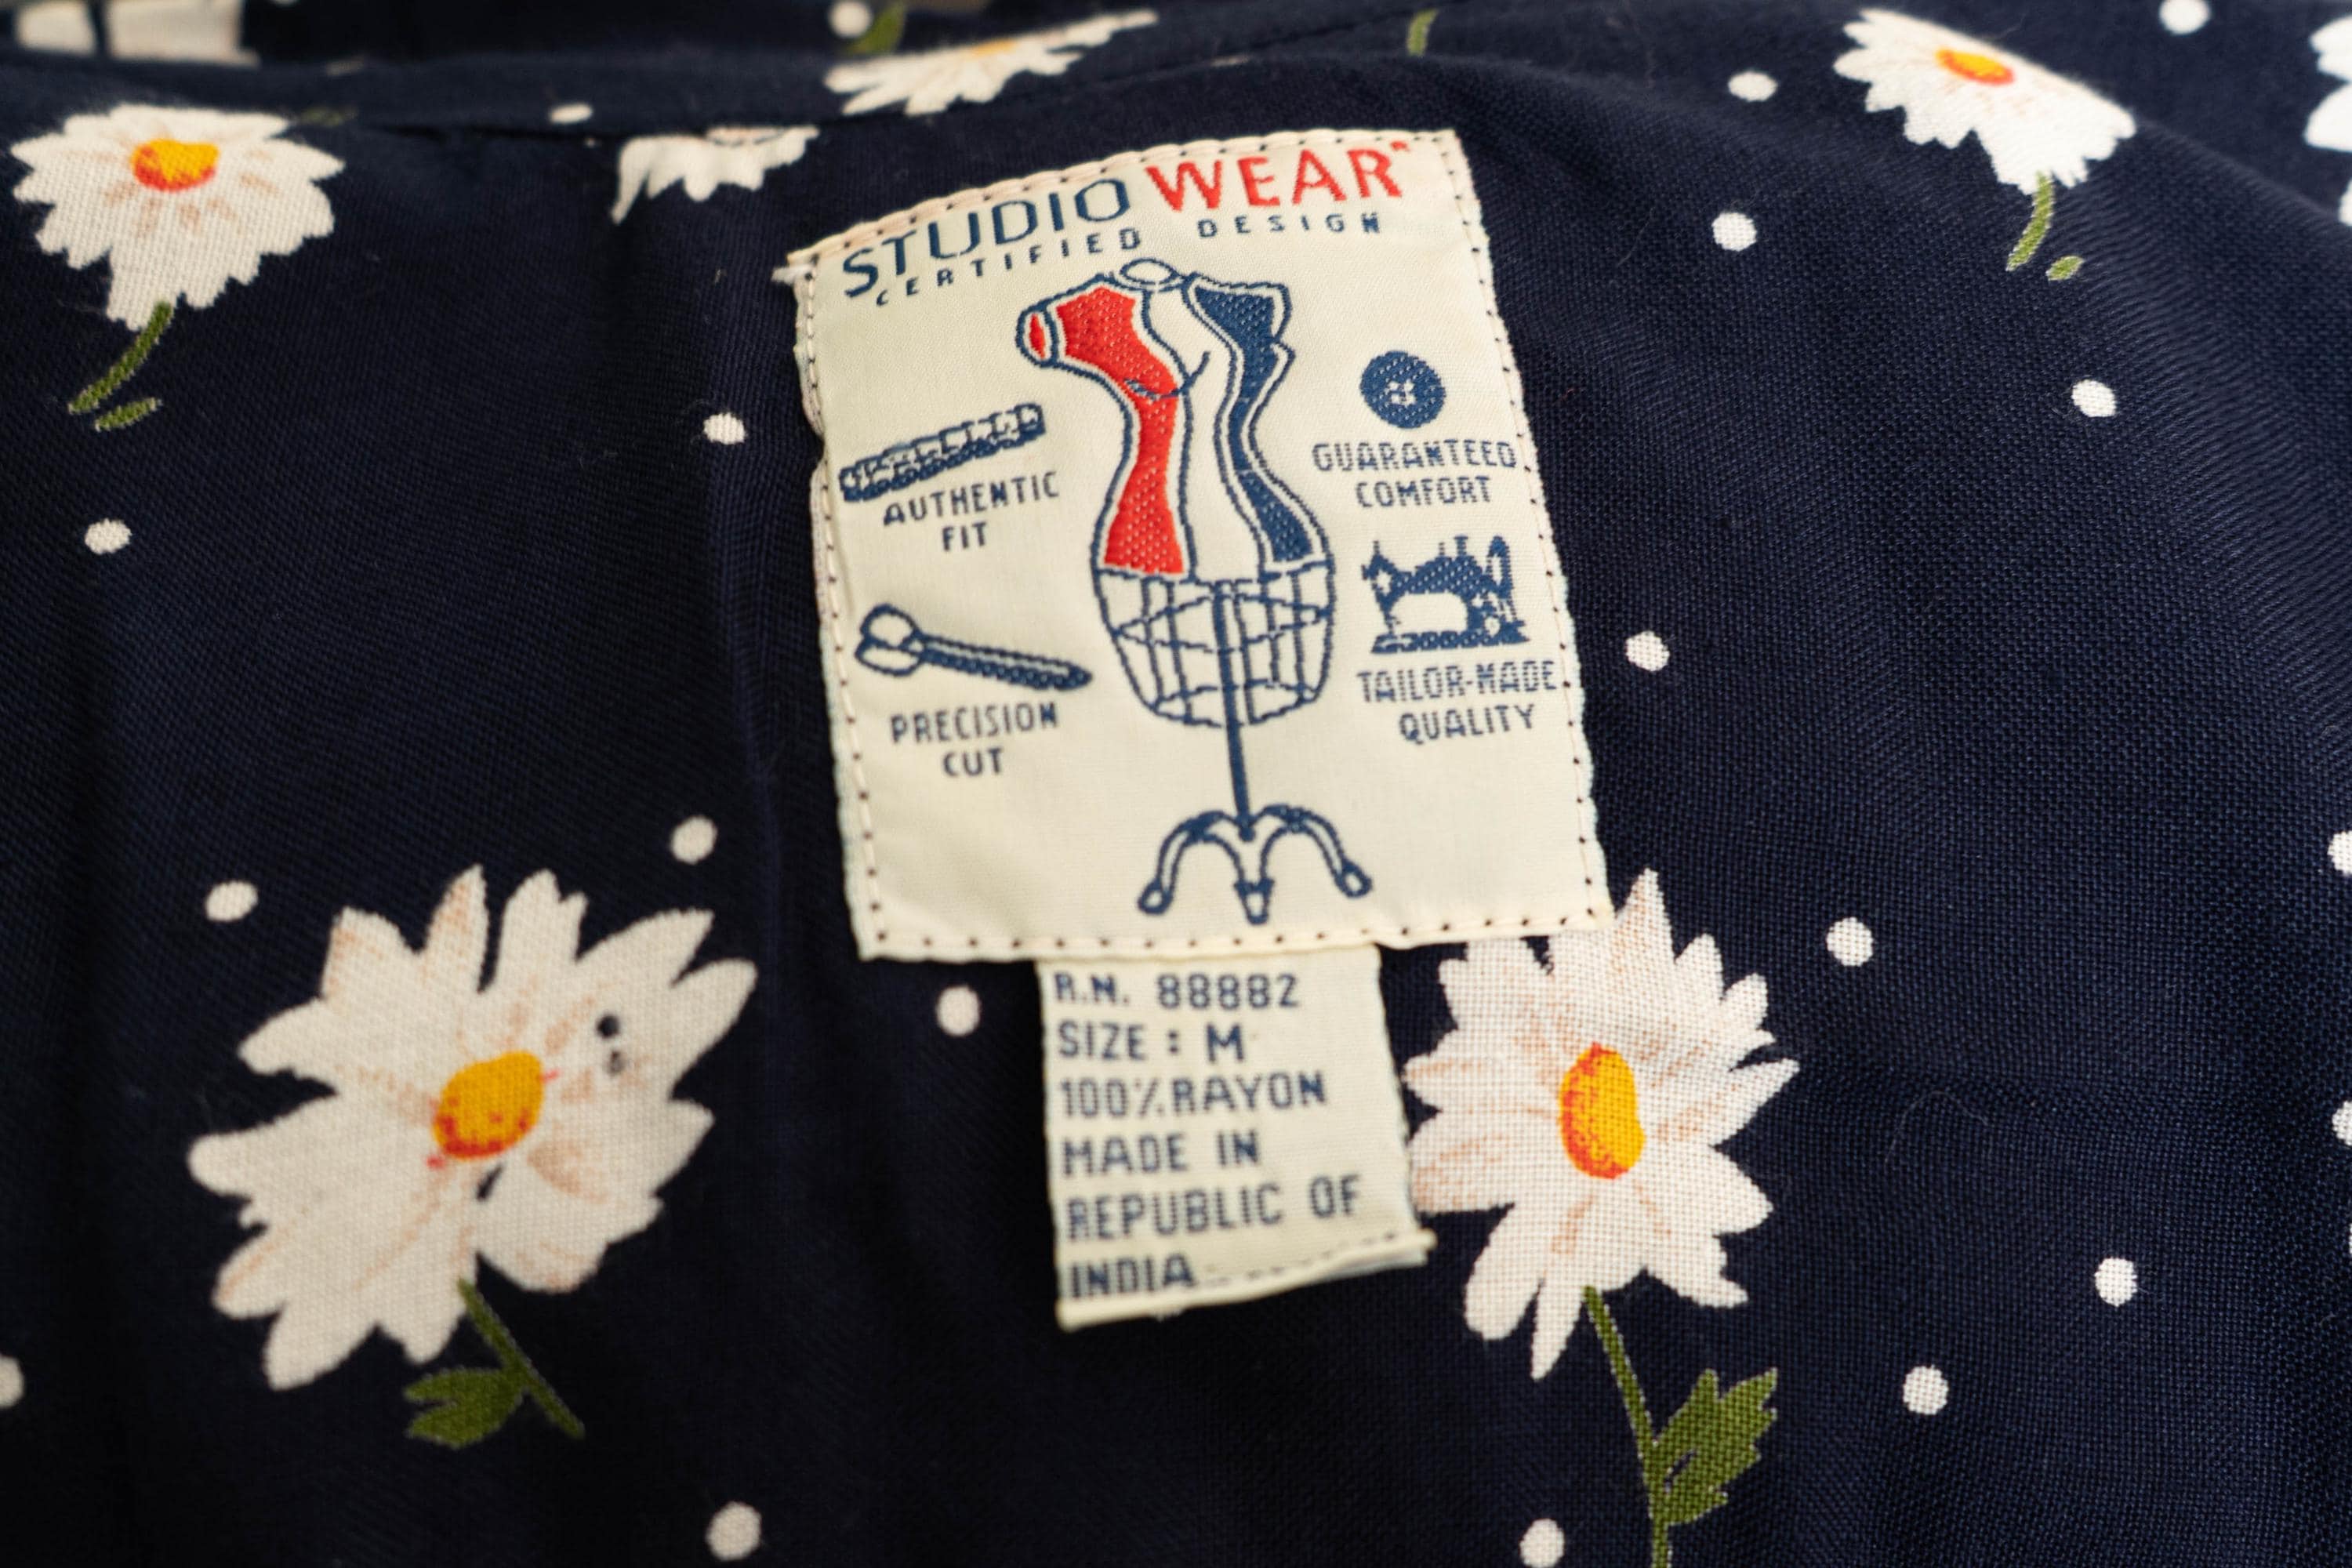 STUDIO WEAR
CERTIFIED DESIGN
AUTHENTIC
FIT
GUARANTEED
COMFORT
PRECISION
CUT
TAILOR-MADE
QUALITY
R.N. 88882
SIZE : M
100% RAYON
MADE IN
REPUBLIC OF
INDIA